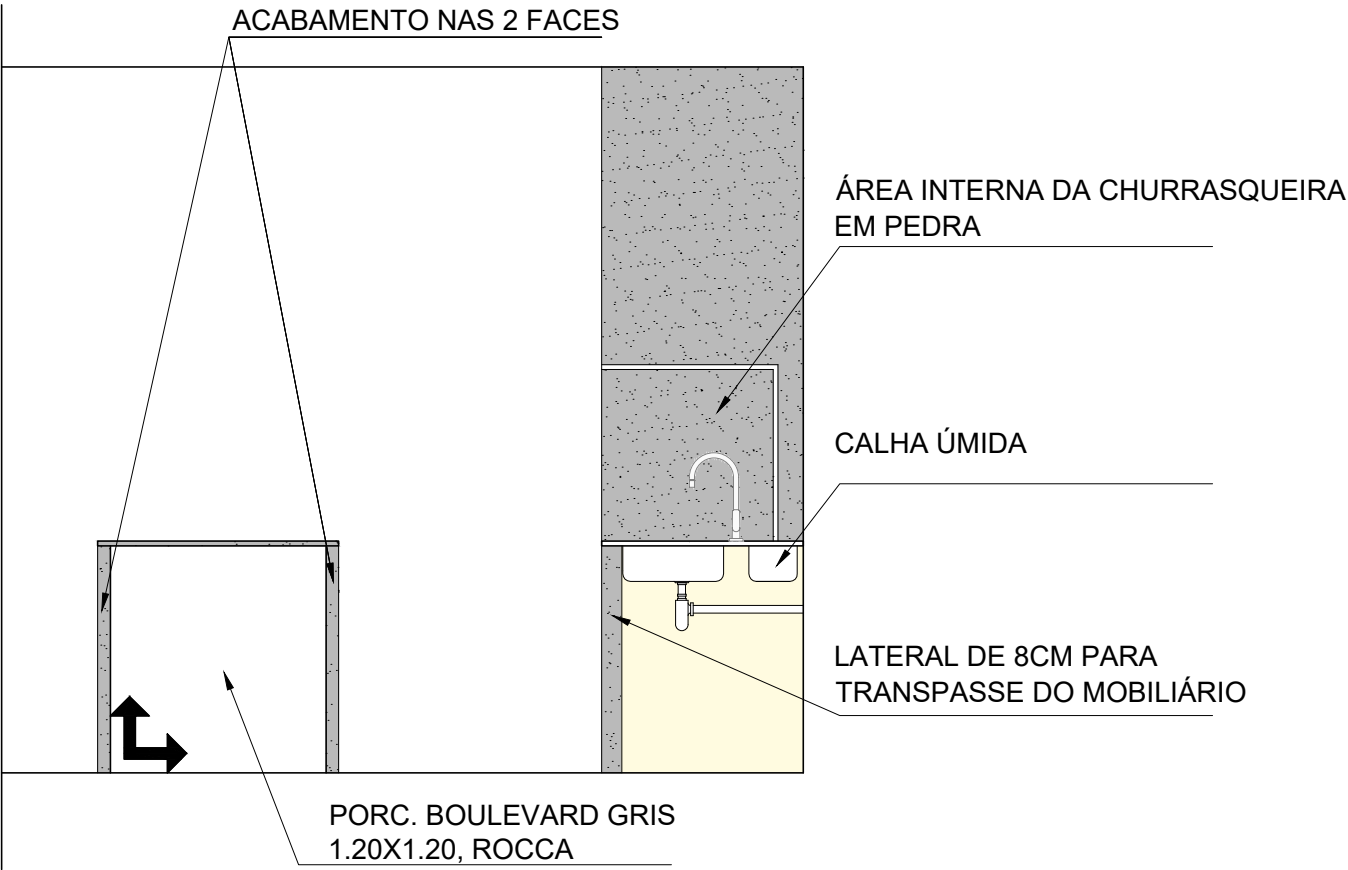 ACABAMENTO NAS 2 FACES
ÁREA INTERNA DA CHURRASQUEIRA
EM PEDRA
CALHA ÚMIDA
LATERAL DE 8CM PARA
TRANSPASSE DO MOBILIÁRIO
PORC. BOULEVARD GRIS
1.20X1.20, ROCCA